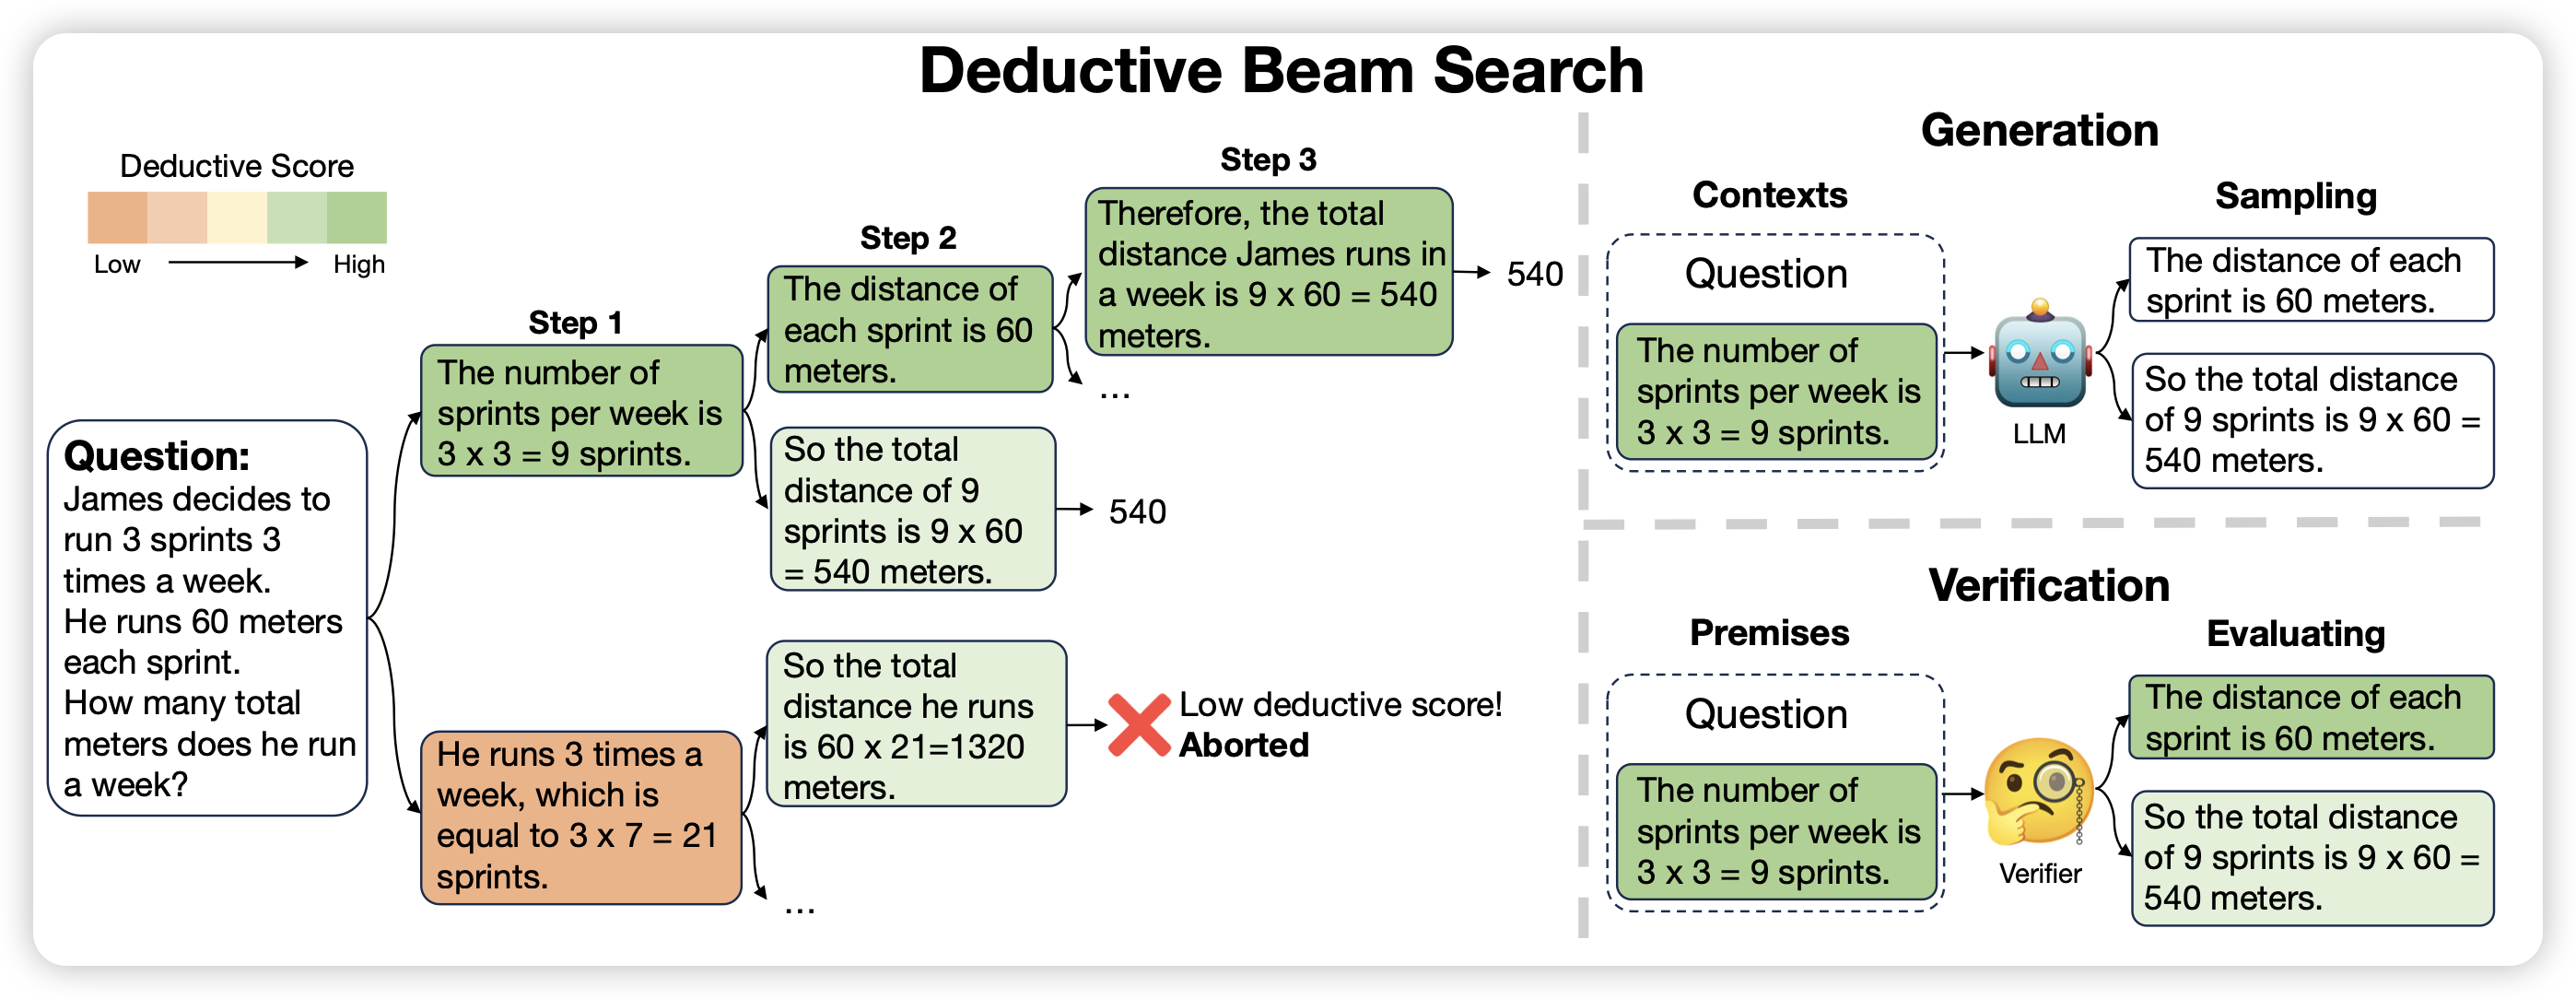 Deductive Beam Search
Deductive Score
Low
High
Question:
James decides to
run 3 sprints 3
times a week.
He runs 60 meters
each sprint.
How many total
meters does he run
a week?
Step 1
The number of
sprints per week is
3 x 3 = 9 sprints.
He runs 3 times a
week, which is
equal to 3 x 7 = 21
sprints.
Step 2
The distance of
each sprint is 60
meters.
So the total
distance of 9
sprints is 9 x 60
= 540 meters.
540
So the total
distance he runs
is 60 x 21=1320
meters.
...
Low deductive score!
Aborted
Step 3
Therefore, the total
distance James runs in
a week is 9 x 60 = 540
meters.
540
...
Generation
Contexts
Question
The number of
sprints per week is
3 x 3 = 9 sprints.
LLM
Sampling
The distance of each
sprint is 60 meters.
So the total distance
of 9 sprints is 9 x 60 =
540 meters.
Verification
Premises
Question
The number of
sprints per week is
3 x 3 = 9 sprints.
Verifier
Evaluating
The distance of each
sprint is 60 meters.
So the total distance
of 9 sprints is 9 x 60 =
540 meters.